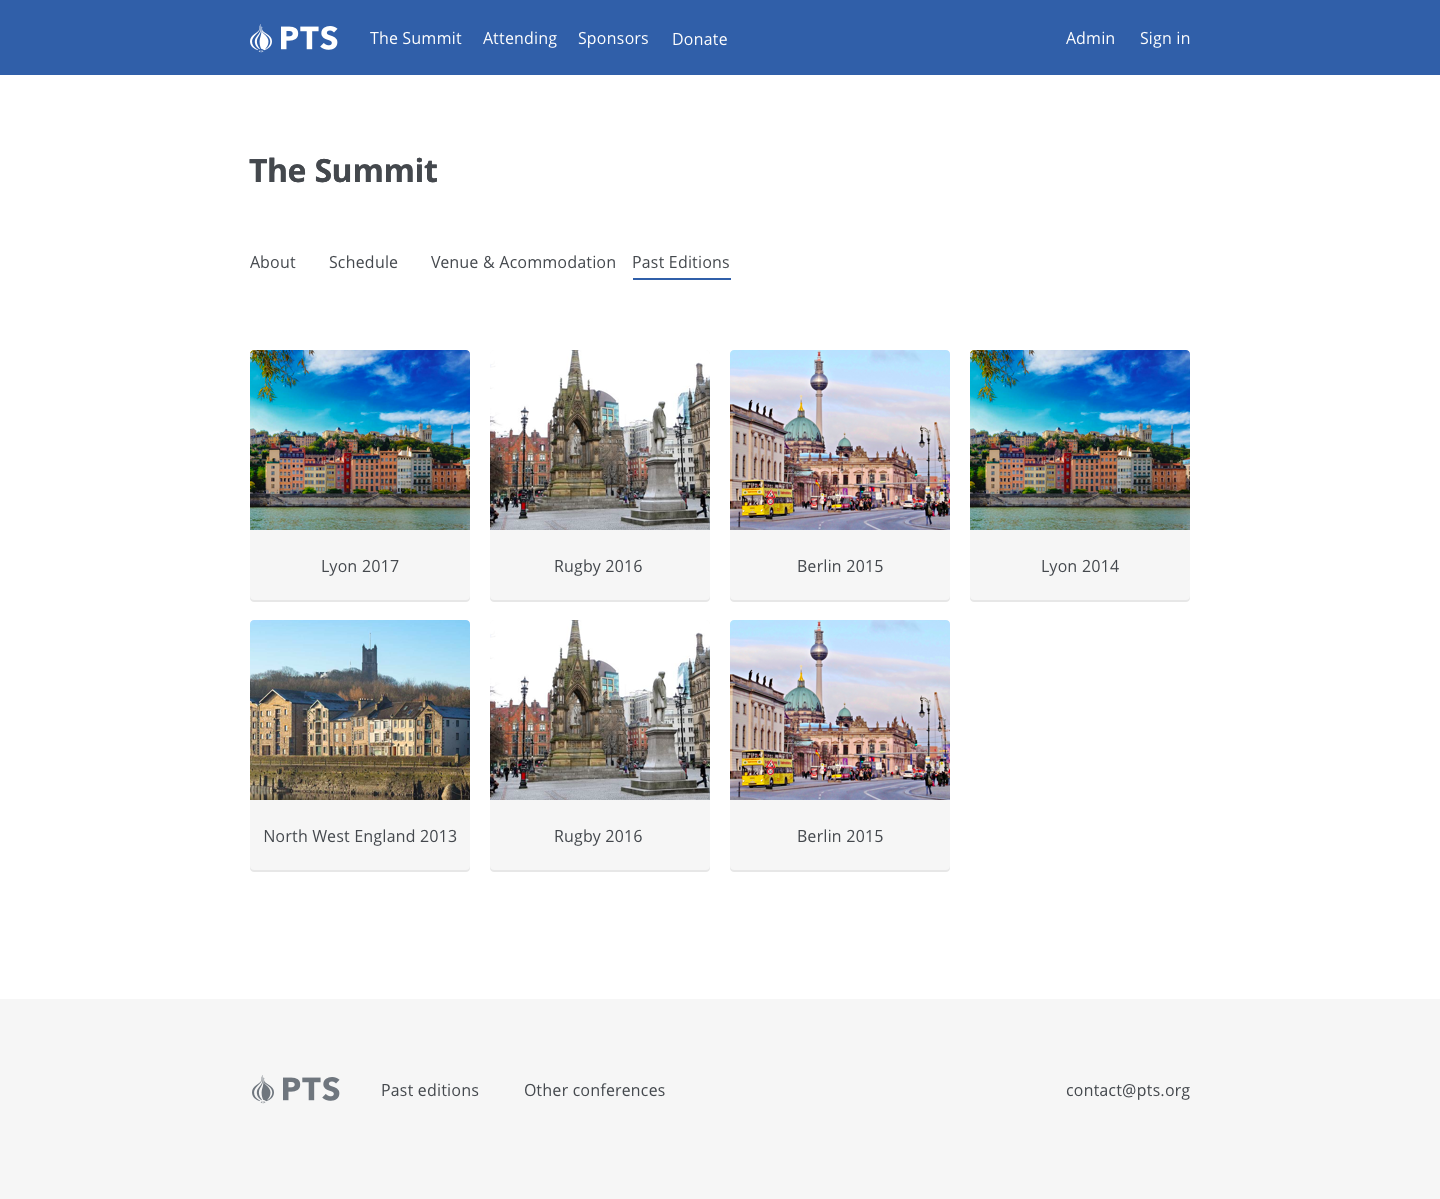 PTS The Summit Attending Sponsors Donate Admin Sign in
The Summit
About Schedule Venue & Acommodation Past Editions
Lyon 2017 Rugby 2016 Berlin 2015 Lyon 2014
North West England 2013 Rugby 2016 Berlin 2015
PTS Past editions Other conferences contact@pts.org